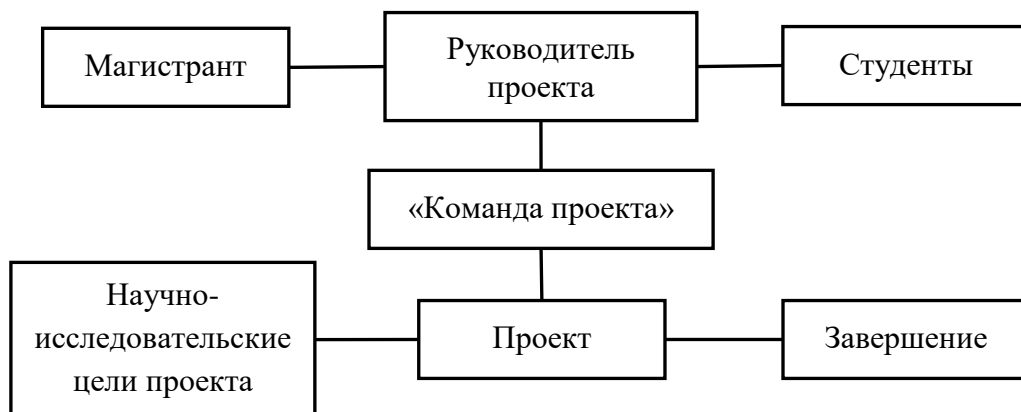 Магистрант
Руководитель
проекта
Студенты
«Команда проекта»
Научно-
исследовательские
цели проекта
Проект
Завершение